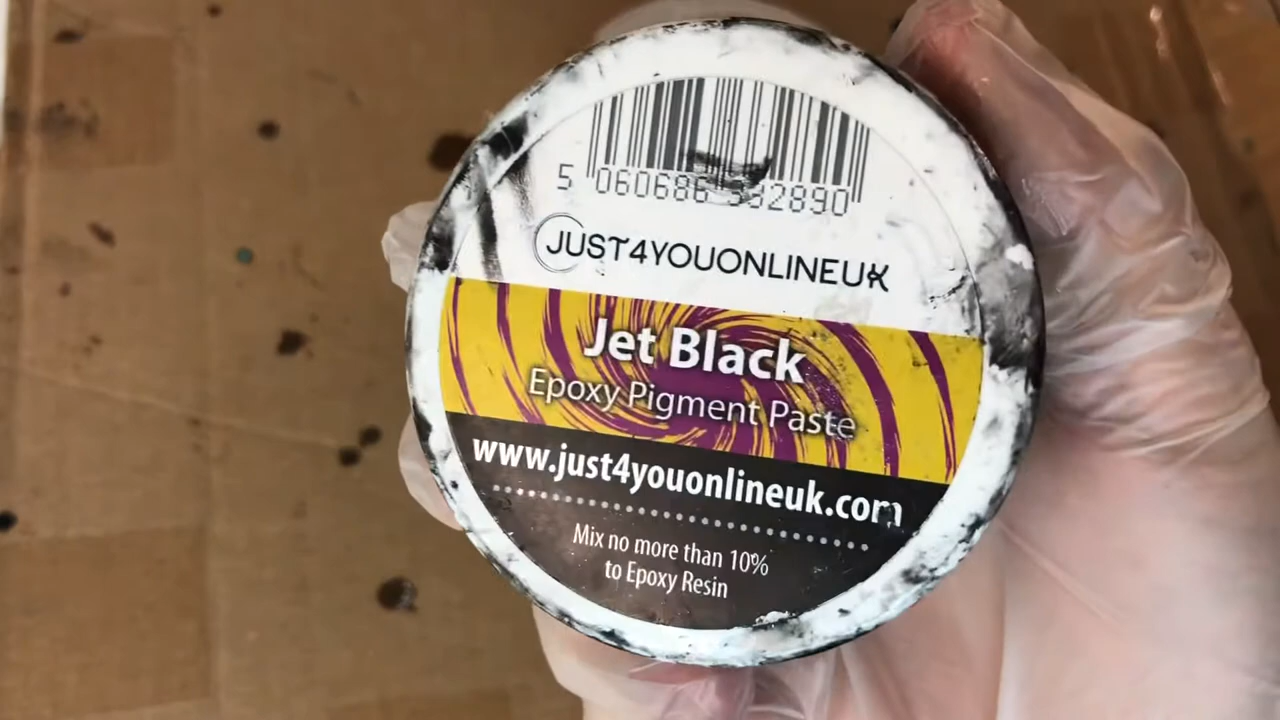 5 060686 2890
JUST4YOUONLINEUK
Jet Black
Epoxy Pigment Paste
www.just4youonlineuk.com
Mix no more than 10%
to Epoxy Resin